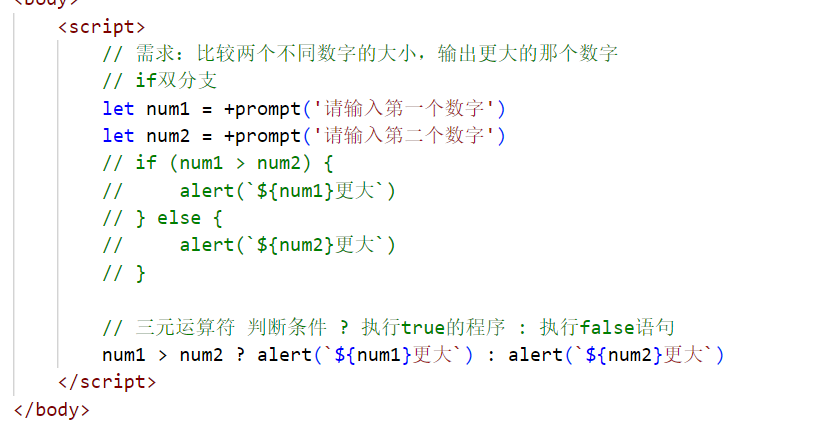 <body>
<script>
// 需求：比较两个不同数字的大小，输出更大的那个数字
// if双分支
let num1 = +prompt('请输入第一个数字')
let num2 = +prompt('请输入第二个数字')
// if (num1 > num2) {
//     alert(`${num1}更大`)
// } else {
//     alert(`${num2}更大`)
// }
// 三元运算符 判断条件 ? 执行true的程序 : 执行false语句
num1 > num2 ? alert(`${num1}更大`) : alert(`${num2}更大`)
</script>
</body>